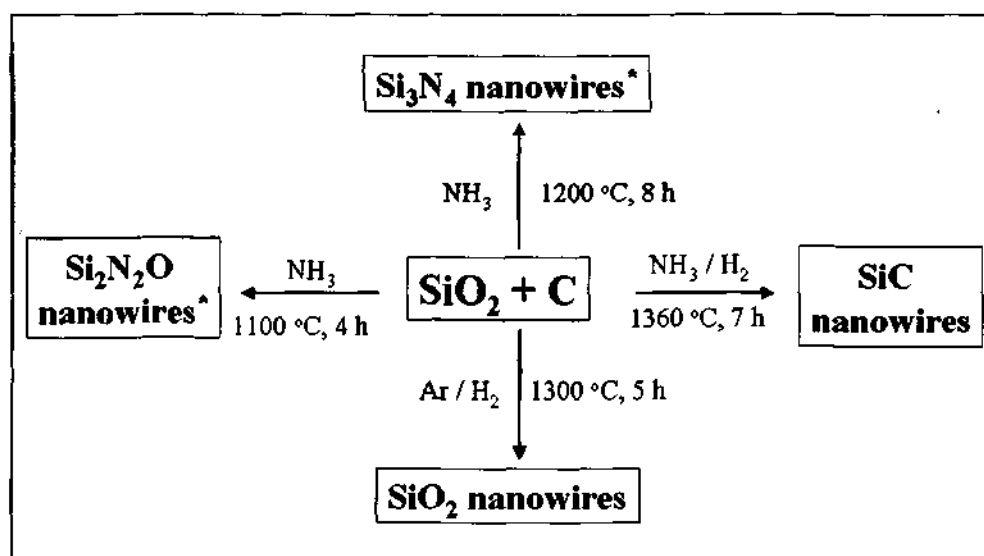 Si₃N₄ nanowires*
NH₃ 1200 °C, 8 h
Si₂N₂O
nanowires*
NH₃
1100 °C, 4 h
SiO₂ + C
NH₃ / H₂
1360 °C, 7 h
SiC
nanowires
Ar / H₂ 1300 °C, 5 h
SiO₂ nanowires